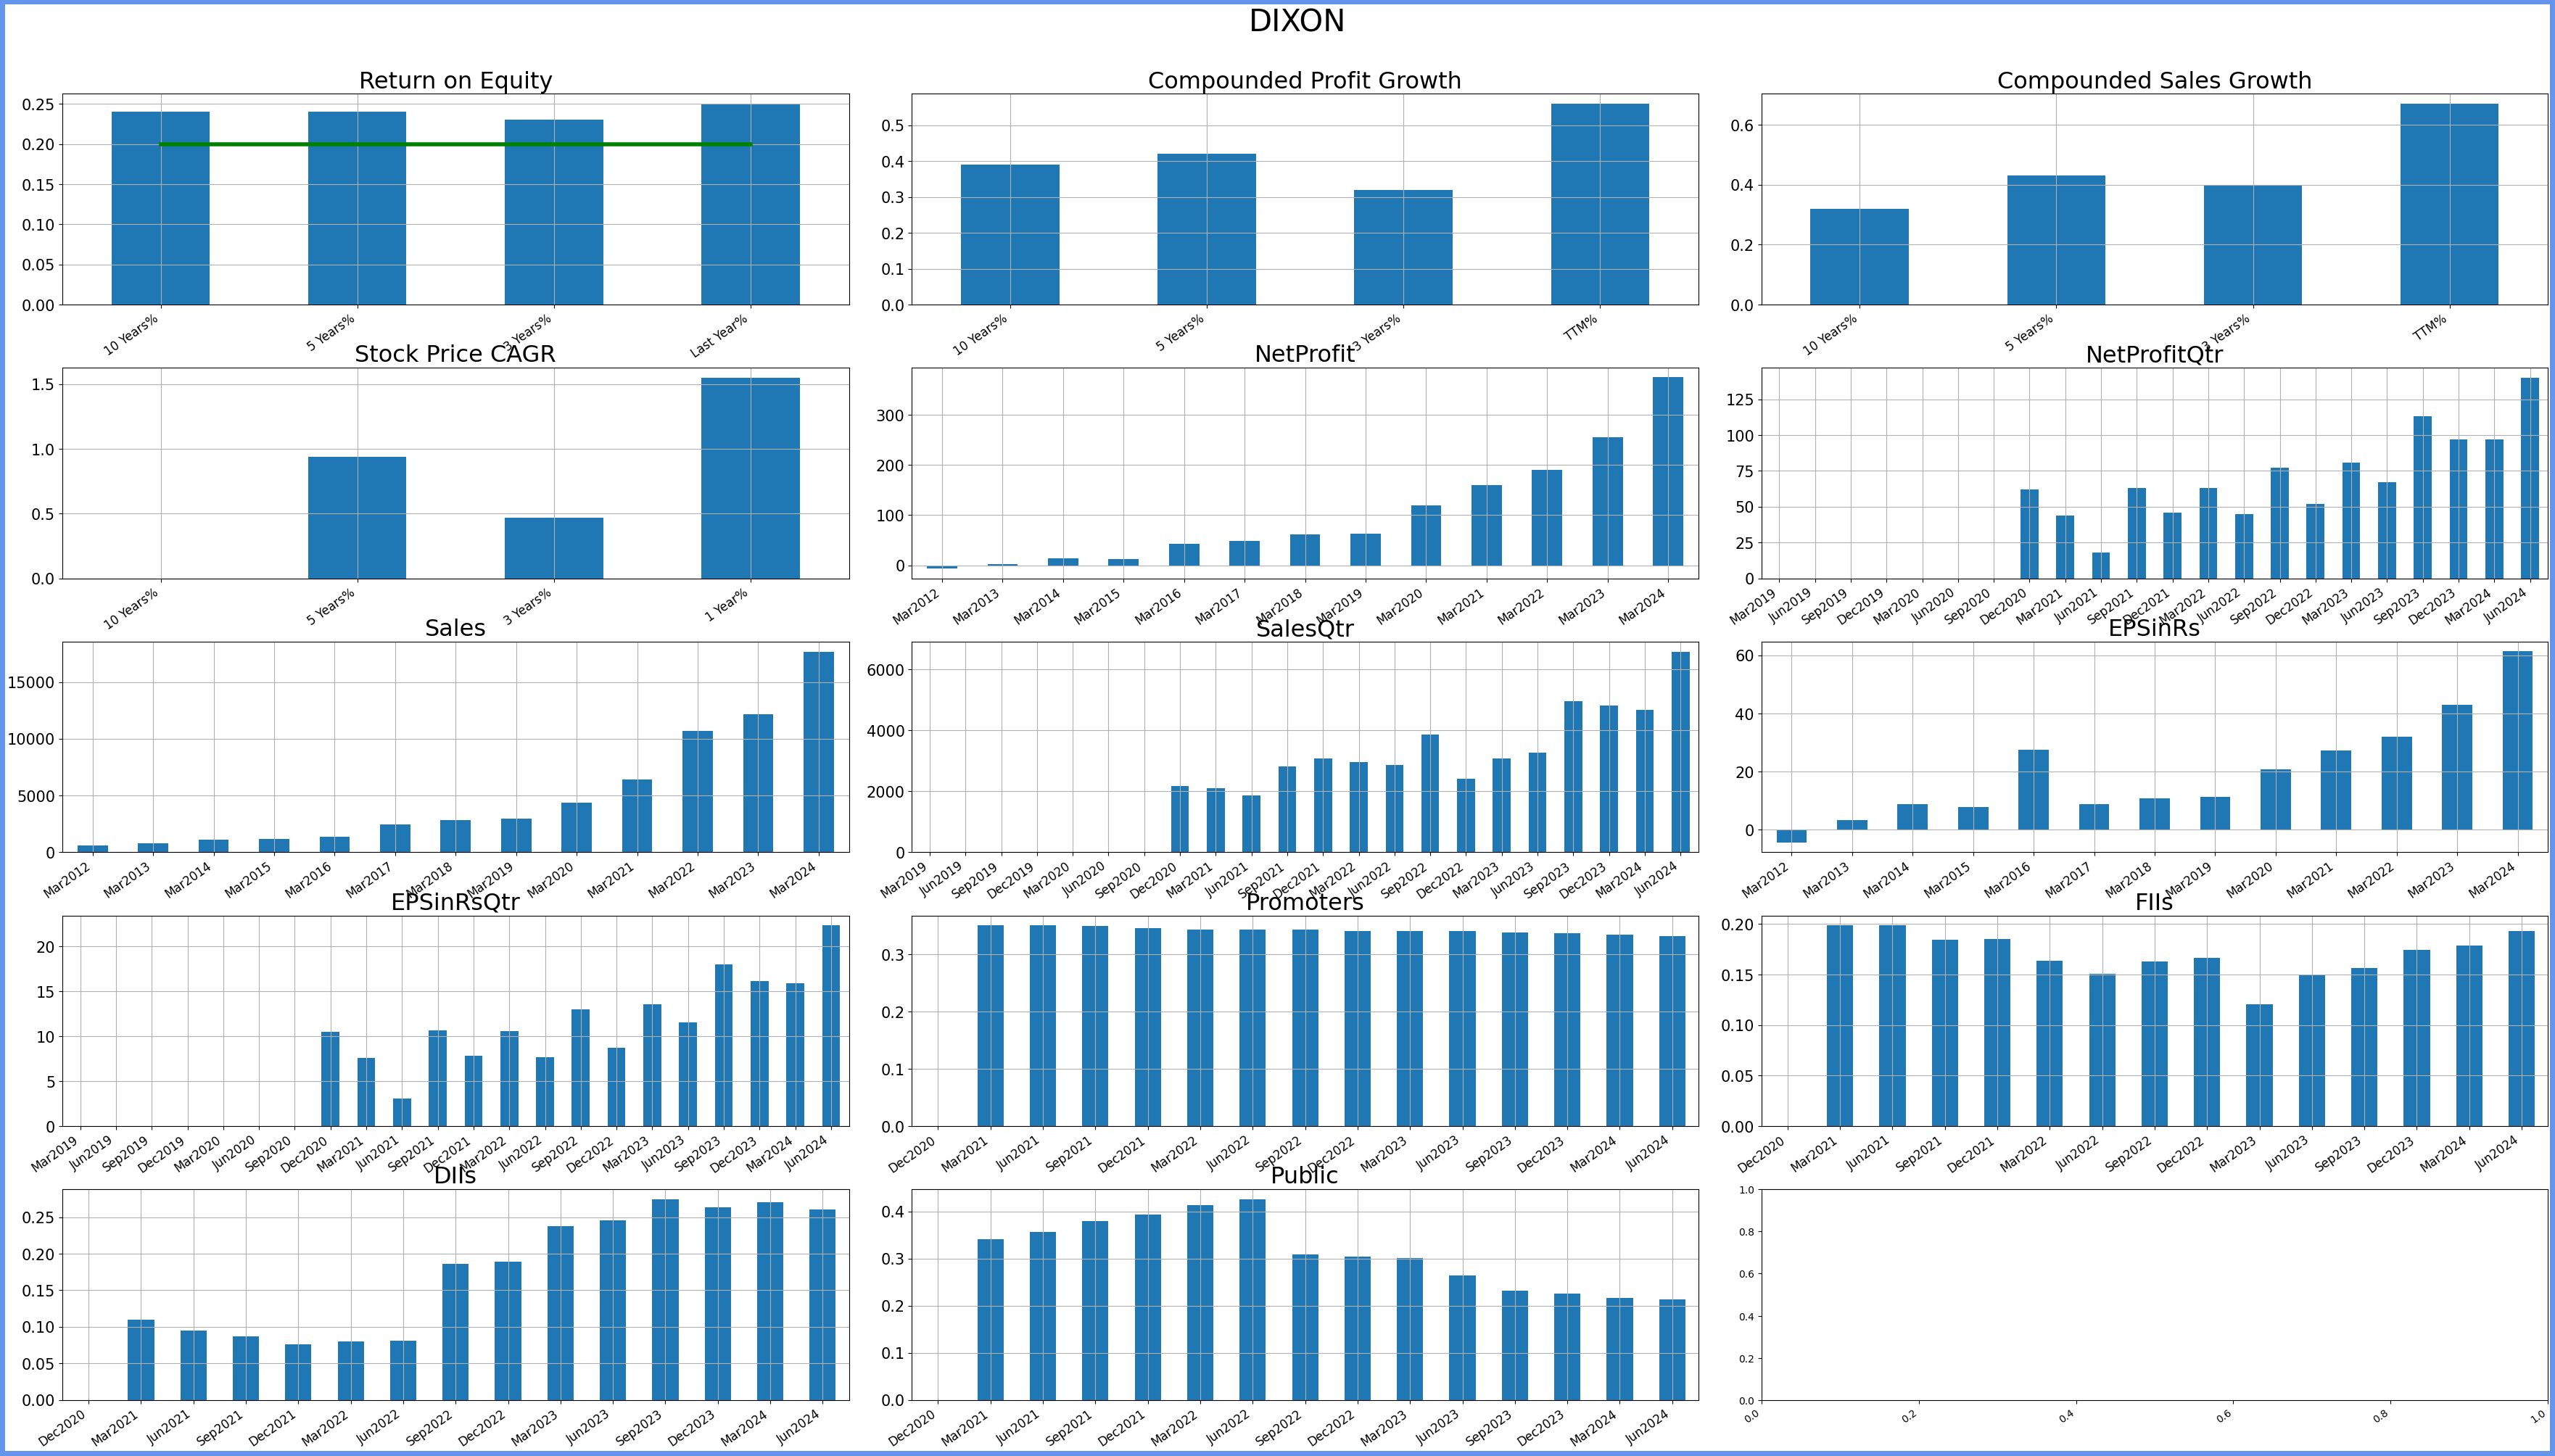 DIXON
Return on Equity
Compounded Profit Growth
Compounded Sales Growth
0.25
0.20
0.15
0.10
0.05
0.00
10 Years% 5 Years% 3 Years% Last Year%
0.5
0.4
0.3
0.2
0.1
0.0
10 Years% 5 Years% 3 Years% TTM%
0.6
0.4
0.2
0.0
10 Years% 5 Years% 3 Years% TTM%
Stock Price CAGR
1.5
1.0
0.5
0.0
10 Years% 5 Years% 3 Years% 1 Year%
NetProfit
300
200
100
0
Mar2012 Mar2013 Mar2014 Mar2015 Mar2016 Mar2017 Mar2018 Mar2019 Mar2020 Mar2021 Mar2022 Mar2023 Mar2024
NetProfitQtr
125
100
75
50
25
0
Mar2019 Jun2019 Sep2019 Dec2019 Mar2020 Jun2020 Sep2020 Dec2020 Mar2021 Jun2021 Sep2021 Dec2021 Mar2022 Jun2022 Sep2022 Dec2022 Mar2023 Jun2023 Sep2023 Dec2023 Mar2024 Jun2024
Sales
15000
10000
5000
0
Mar2012 Mar2013 Mar2014 Mar2015 Mar2016 Mar2017 Mar2018 Mar2019 Mar2020 Mar2021 Mar2022 Mar2023 Mar2024
SalesQtr
6000
4000
2000
0
Mar2019 Jun2019 Sep2019 Dec2019 Mar2020 Jun2020 Sep2020 Dec2020 Mar2021 Jun2021 Sep2021 Dec2021 Mar2022 Jun2022 Sep2022 Dec2022 Mar2023 Jun2023 Sep2023 Dec2023 Mar2024 Jun2024
EPSinRs
60
40
20
0
Mar2012 Mar2013 Mar2014 Mar2015 Mar2016 Mar2017 Mar2018 Mar2019 Mar2020 Mar2021 Mar2022 Mar2023 Mar2024
EPSinRsQtr
20
15
10
5
0
Mar2019 Jun2019 Sep2019 Dec2019 Mar2020 Jun2020 Sep2020 Dec2020 Mar2021 Jun2021 Sep2021 Dec2021 Mar2022 Jun2022 Sep2022 Dec2022 Mar2023 Jun2023 Sep2023 Dec2023 Mar2024 Jun2024
Promoters
0.3
0.2
0.1
0.0
Dec2020 Mar2021 Jun2021 Sep2021 Dec2021 Mar2022 Jun2022 Sep2022 Dec2022 Mar2023 Jun2023 Sep2023 Dec2023 Mar2024 Jun2024
FIIs
0.20
0.15
0.10
0.05
0.00
Dec2020 Mar2021 Jun2021 Sep2021 Dec2021 Mar2022 Jun2022 Sep2022 Dec2022 Mar2023 Jun2023 Sep2023 Dec2023 Mar2024 Jun2024
DIIs
0.25
0.20
0.15
0.10
0.05
0.00
Dec2020 Mar2021 Jun2021 Sep2021 Dec2021 Mar2022 Jun2022 Sep2022 Dec2022 Mar2023 Jun2023 Sep2023 Dec2023 Mar2024 Jun2024
Public
0.4
0.3
0.2
0.1
0.0
Dec2020 Mar2021 Jun2021 Sep2021 Dec2021 Mar2022 Jun2022 Sep2022 Dec2022 Mar2023 Jun2023 Sep2023 Dec2023 Mar2024 Jun2024
1.0
0.8
0.6
0.4
0.2
0.0
0.0 0.2 0.4 0.6 0.8 1.0